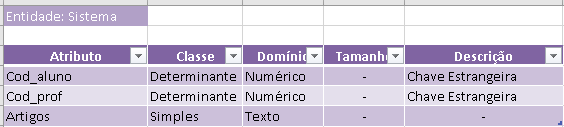 Entidade: Sistema
Atributo Classe Domínio Tamanho Descrição
Cod_aluno Determinante Numérico - Chave Estrangeira
Cod_prof Determinante Numérico - Chave Estrangeira
Artigos Simples Texto - -